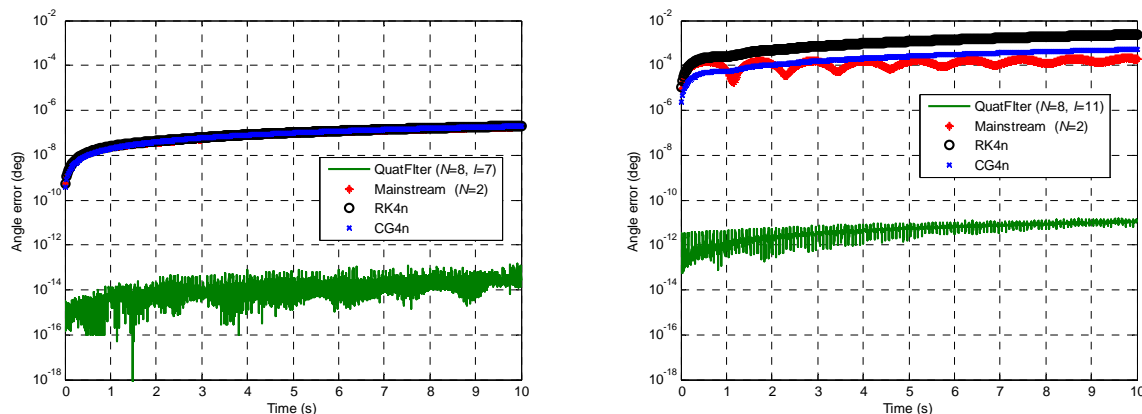 10^-2
10^-4
10^-6
10^-8
10^-10
10^-12
10^-14
10^-16
10^-18
Angle error (deg)
0 1 2 3 4 5 6 7 8 9 10
Time (s)
QuatFIter (N=8, I=7)
Mainstream (N=2)
RK4n
CG4n
10^0
10^-2
10^-4
10^-6
10^-8
10^-10
10^-12
10^-14
10^-16
10^-18
Angle error (deg)
0 1 2 3 4 5 6 7 8 9 10
Time (s)
QuatFIter (N=8, I=11)
Mainstream (N=2)
RK4n
CG4n